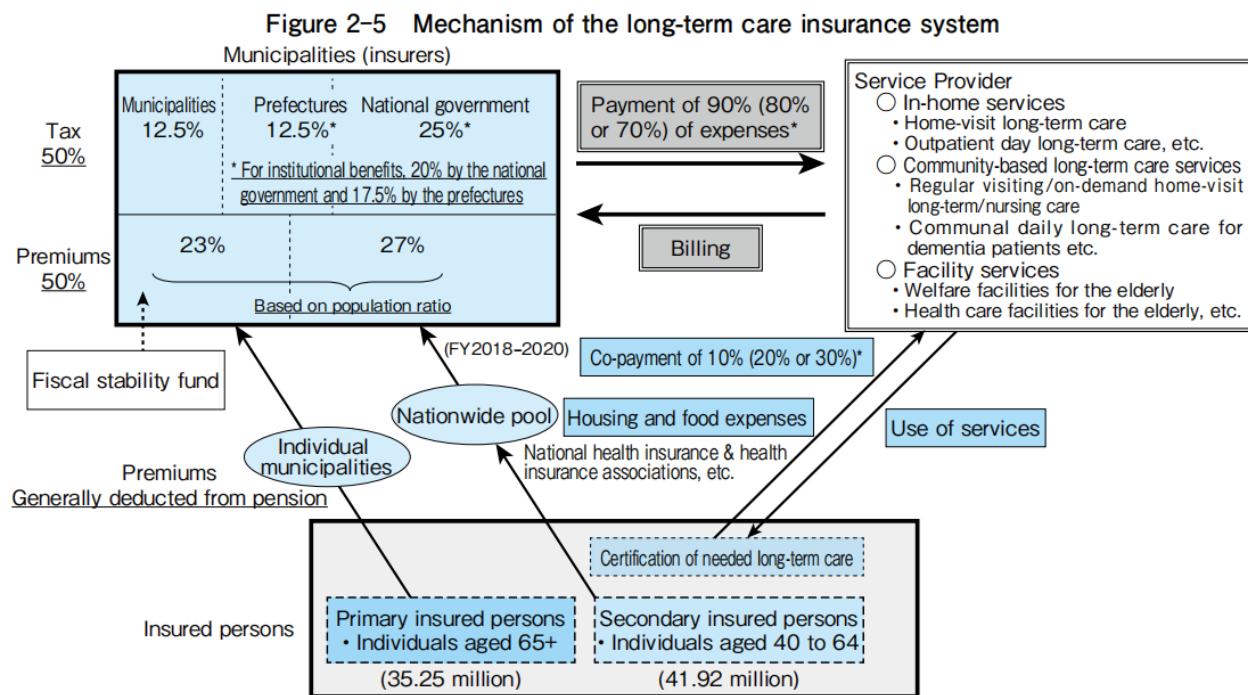 Figure 2-5 Mechanism of the long-term care insurance system
Municipalities (insurers)
Tax
50%
Municipalities
12.5%
Prefectures
12.5%*
National government
25%*
* For institutional benefits, 20% by the national
government and 17.5% by the prefectures
Premiums
50%
23%
27%
Based on population ratio
Payment of 90% (80%
or 70%) of expenses*
Billing
Service Provider
○ In-home services
・Home-visit long-term care
・Outpatient day long-term care, etc.
○ Community-based long-term care services
・Regular visiting/on-demand home-visit
long-term/nursing care
・Communal daily long-term care for
dementia patients etc.
○ Facility services
・Welfare facilities for the elderly
・Health care facilities for the elderly, etc.
Fiscal stability fund
(FY2018-2020)
Co-payment of 10% (20% or 30%)*
Nationwide pool
Housing and food expenses
Use of services
Individual
municipalities
National health insurance & health
insurance associations, etc.
Premiums
Generally deducted from pension
Certification of needed long-term care
Insured persons
Primary insured persons
・Individuals aged 65+
(35.25 million)
Secondary insured persons
・Individuals aged 40 to 64
(41.92 million)